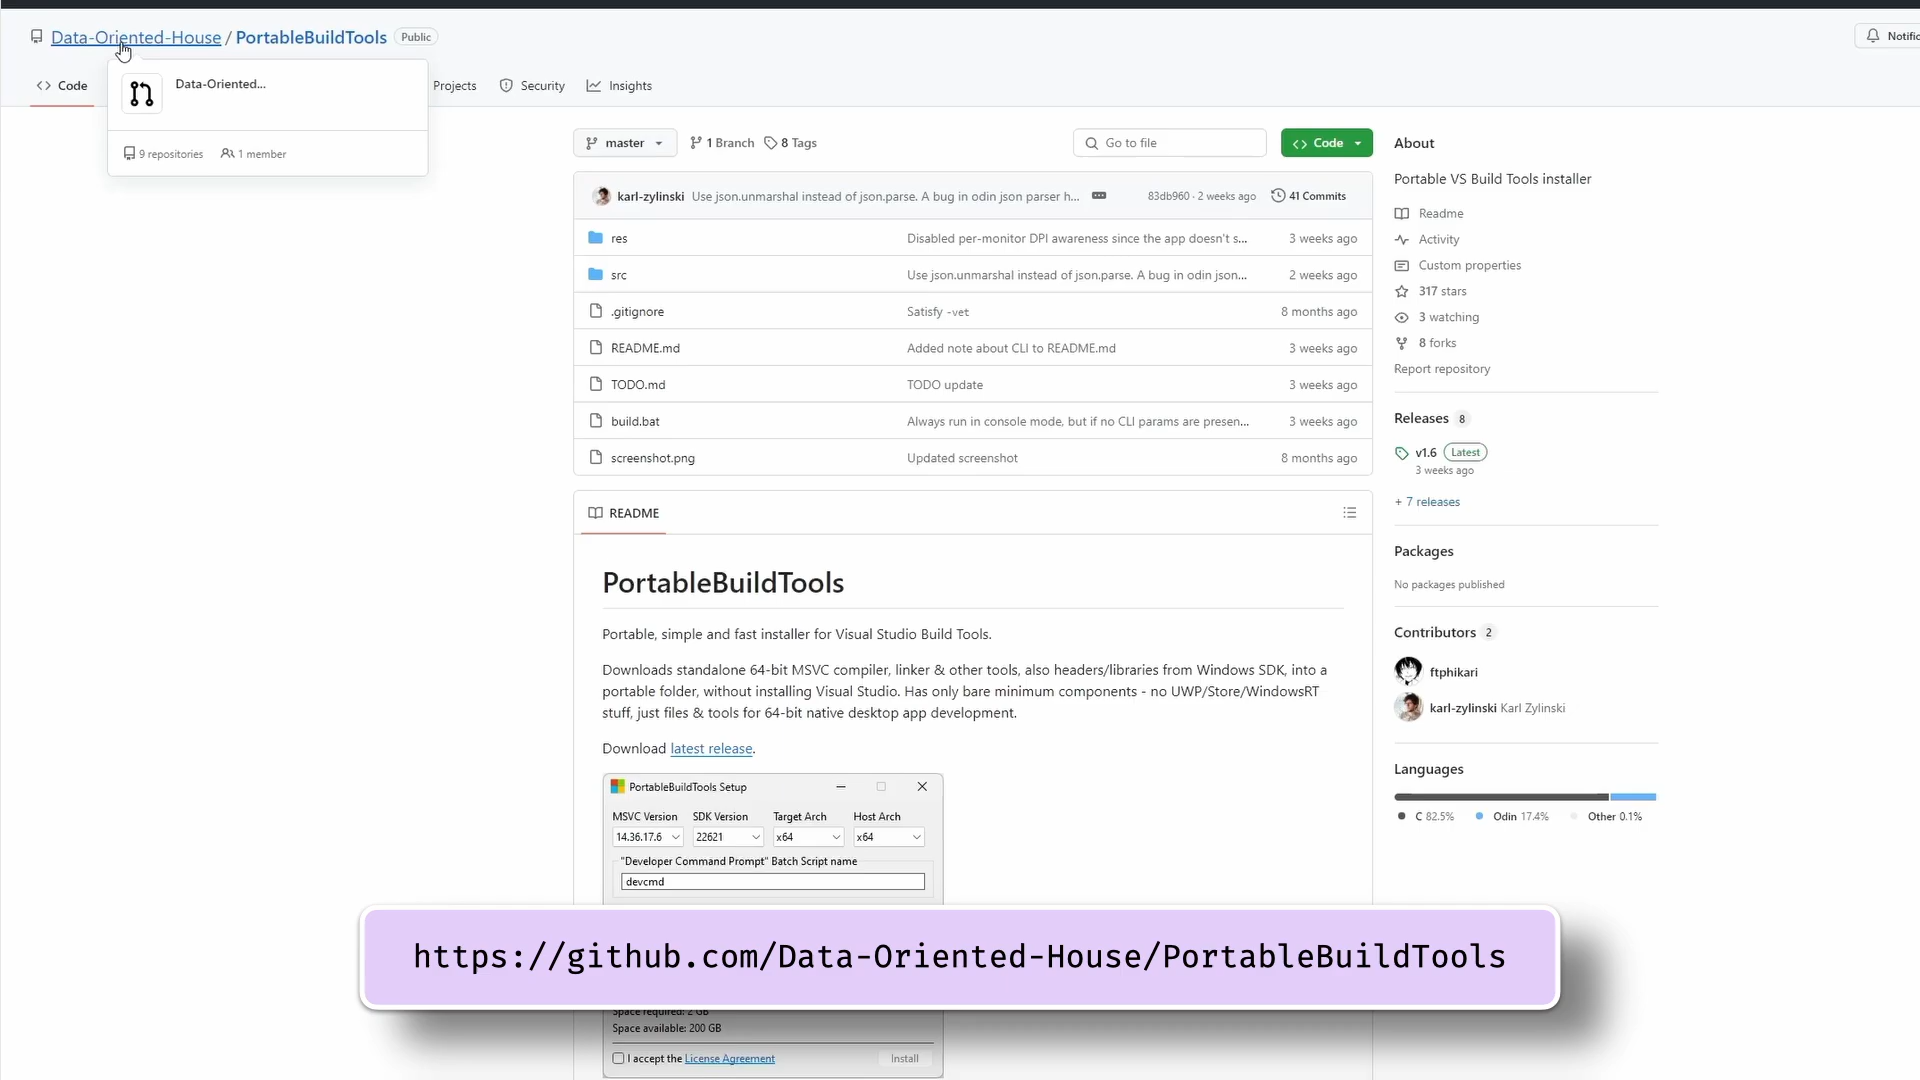 Data-Oriented-House / PortableBuildTools Public
Notific
Code
Projects
Security
Insights
Data-Oriented...
9 repositories
1 member
master
1 Branch
8 Tags
Go to file
Code
karl-zylinski Use json.unmarshal instead of json.parse. A bug in odin json parser h...
83db960 · 2 weeks ago
41 Commits
res Disabled per-monitor DPI awareness since the app doesn't s... 3 weeks ago
src Use json.unmarshal instead of json.parse. A bug in odin json... 2 weeks ago
.gitignore Satisfy -vet 8 months ago
README.md Added note about CLI to README.md 3 weeks ago
TODO.md TODO update 3 weeks ago
build.bat Always run in console mode, but if no CLI params are presen... 3 weeks ago
screenshot.png Updated screenshot 8 months ago
README
PortableBuildTools
Portable, simple and fast installer for Visual Studio Build Tools.
Downloads standalone 64-bit MSVC compiler, linker & other tools, also headers/libraries from Windows SDK, into a
portable folder, without installing Visual Studio. Has only bare minimum components - no UWP/Store/WindowsRT
stuff, just files & tools for 64-bit native desktop app development.
Download latest release.
PortableBuildTools Setup
MSVC Version SDK Version Target Arch Host Arch
14.36.17.6 22621 x64 x64
"Developer Command Prompt" Batch Script name
devcmd
https://github.com/Data-Oriented-House/PortableBuildTools
Space required: 2 GB
Space available: 200 GB
I accept the License Agreement
Install
About
Portable VS Build Tools installer
Readme
Activity
Custom properties
317 stars
3 watching
8 forks
Report repository
Releases 8
v1.6 Latest
3 weeks ago
+ 7 releases
Packages
No packages published
Contributors 2
ftphikari
karl-zylinski Karl Zylinski
Languages
C 82.5% Odin 17.4% Other 0.1%